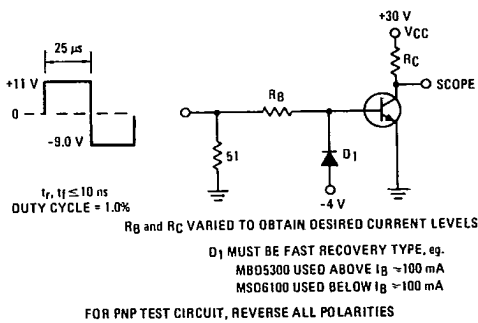 +30 V
VCC
RC
SCOPE
25 μs
+11 V
0
-9.0 V
RB
51
D1
-4 V
tr, tf ≤ 10 ns
DUTY CYCLE = 1.0%
RB and RC VARIED TO OBTAIN DESIRED CURRENT LEVELS
D1 MUST BE FAST RECOVERY TYPE, eg.
MBD5300 USED ABOVE IB ≈100 mA
MSD6100 USED BELOW IB ≈100 mA
FOR PNP TEST CIRCUIT, REVERSE ALL POLARITIES